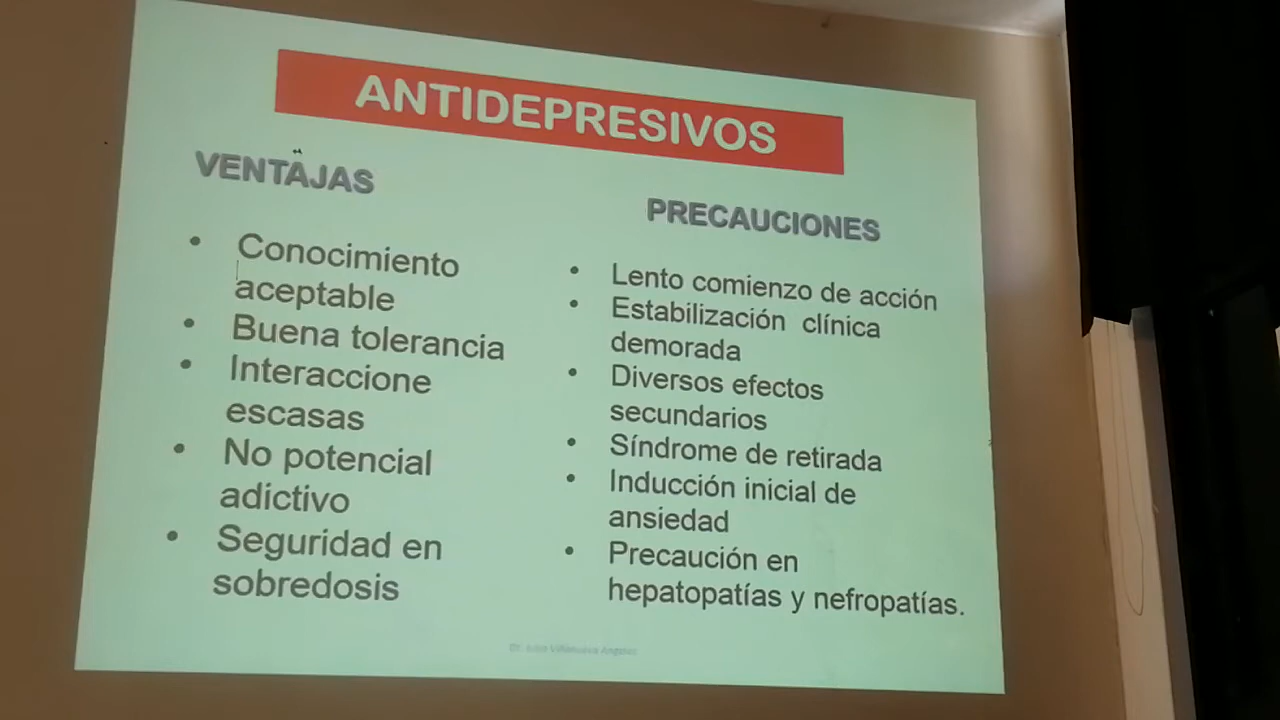 ANTIDEPRESIVOS
VENTAJAS
• Conocimiento
aceptable
• Buena tolerancia
• Interaccione
escasas
• No potencial
adictivo
• Seguridad en
sobredosis
PRECAUCIONES
• Lento comienzo de acción
• Estabilización clínica
demorada
• Diversos efectos
secundarios
• Síndrome de retirada
• Inducción inicial de
ansiedad
• Precaución en
hepatopatías y nefropatías.
Villanueva